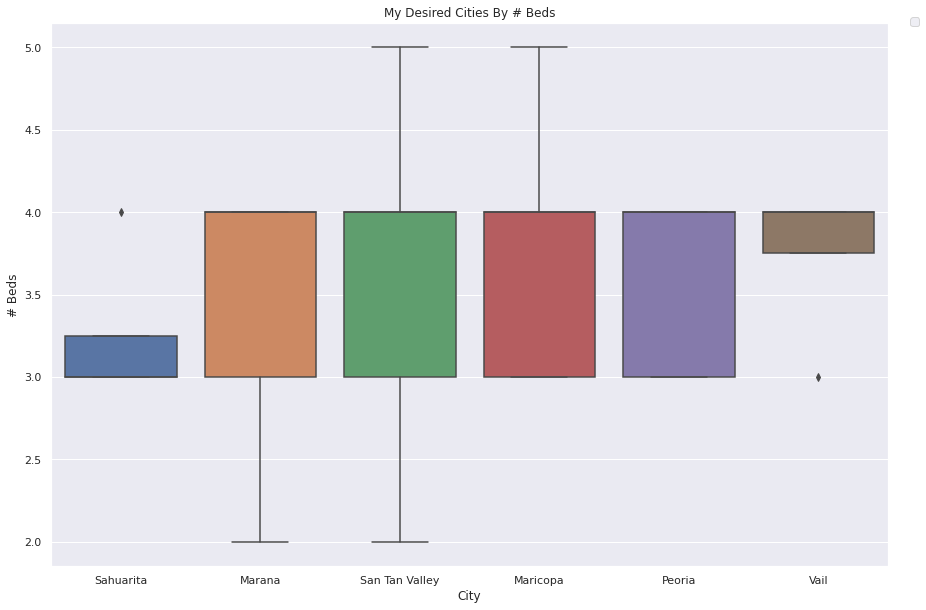 My Desired Cities By # Beds
5.0
4.5
4.0
3.5
3.0
2.5
2.0
# Beds
Sahuarita Marana San Tan Valley Maricopa Peoria Vail
City